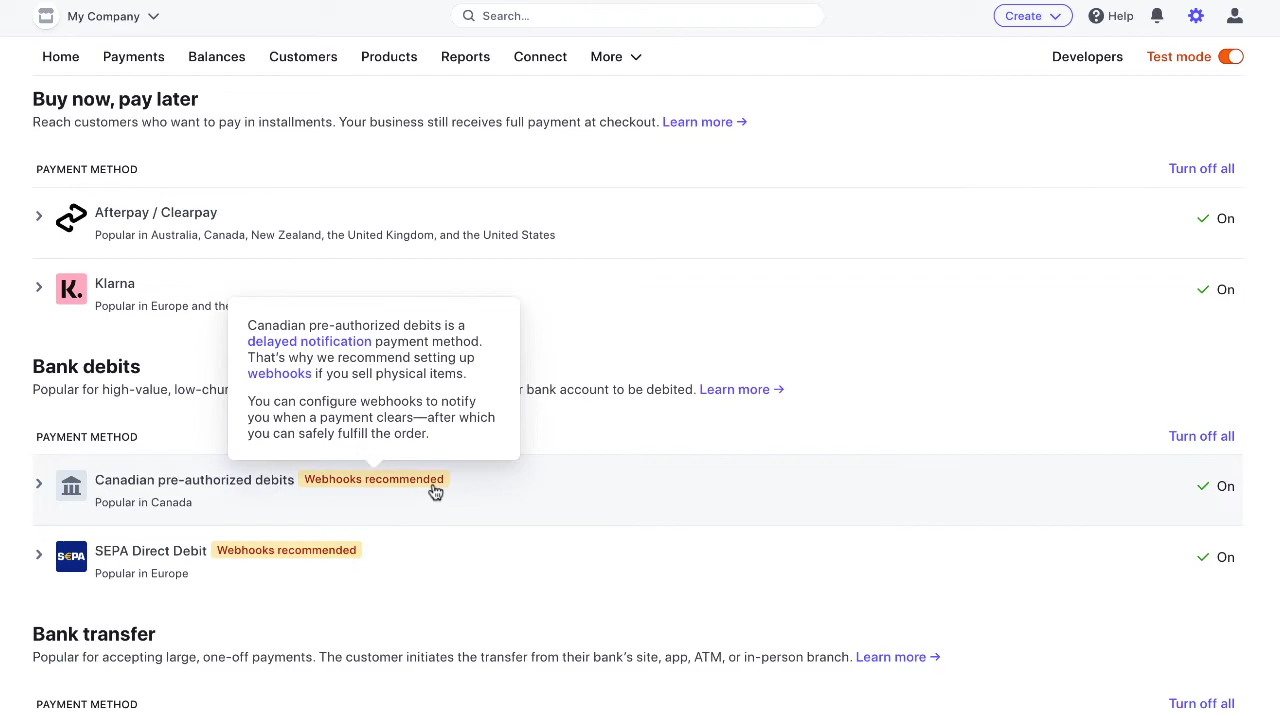 My Company
Search...
Create
Help
Home
Payments
Balances
Customers
Products
Reports
Connect
More
Developers
Test mode
Buy now, pay later
Reach customers who want to pay in installments. Your business still receives full payment at checkout. Learn more →
PAYMENT METHOD
Turn off all
Afterpay / Clearpay
On
Popular in Australia, Canada, New Zealand, the United Kingdom, and the United States
K.
Klarna
On
Popular in Europe and the
Canadian pre-authorized debits is a
delayed notification payment method.
That's why we recommend setting up
webhooks if you sell physical items.
You can configure webhooks to notify
you when a payment clears—after which
you can safely fulfill the order.
Bank debits
Popular for high-value, low-chur
r bank account to be debited. Learn more →
PAYMENT METHOD
Turn off all
Canadian pre-authorized debits Webhooks recommended
On
Popular in Canada
S€PA
SEPA Direct Debit Webhooks recommended
On
Popular in Europe
Bank transfer
Popular for accepting large, one-off payments. The customer initiates the transfer from their bank's site, app, ATM, or in-person branch. Learn more →
PAYMENT METHOD
Turn off all